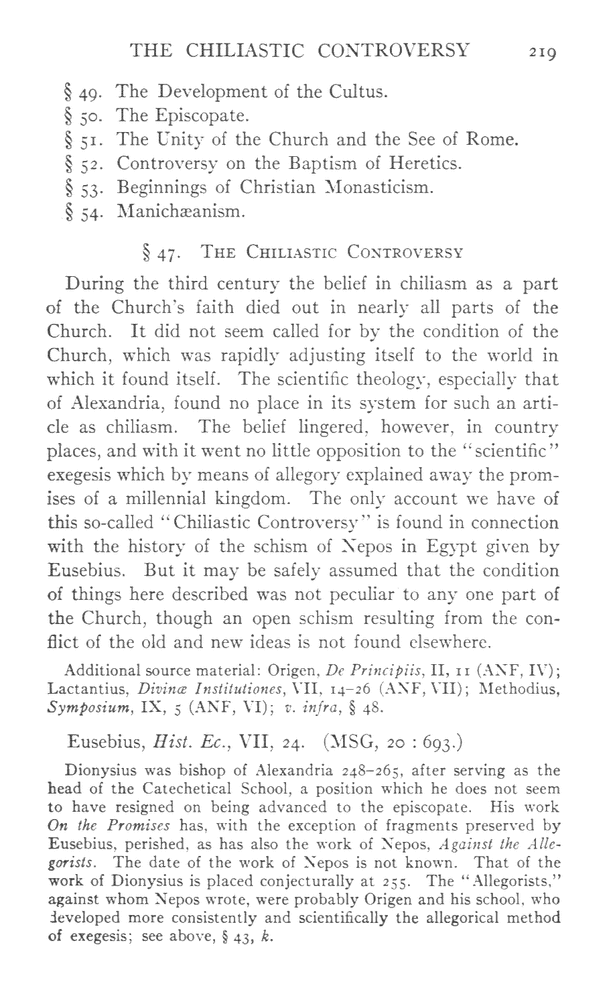 THE CHILIASTIC CONTROVERSY 219
§ 49. The Development of the Cultus.
§ 50. The Episcopate.
§ 51. The Unity of the Church and the See of Rome.
§ 52. Controversy on the Baptism of Heretics.
§ 53. Beginnings of Christian Monasticism.
§ 54. Manichæanism.
§ 47. The Chiliastic Controversy
During the third century the belief in chiliasm as a part
of the Church's faith died out in nearly all parts of the
Church. It did not seem called for by the condition of the
Church, which was rapidly adjusting itself to the world in
which it found itself. The scientific theology, especially that
of Alexandria, found no place in its system for such an arti-
cle as chiliasm. The belief lingered, however, in country
places, and with it went no little opposition to the "scientific"
exegesis which by means of allegory explained away the prom-
ises of a millennial kingdom. The only account we have of
this so-called "Chiliastic Controversy" is found in connection
with the history of the schism of Nepos in Egypt given by
Eusebius. But it may be safely assumed that the condition
of things here described was not peculiar to any one part of
the Church, though an open schism resulting from the con-
flict of the old and new ideas is not found elsewhere.
Additional source material: Origen, De Principiis, II, 11 (ANF, IV);
Lactantius, Divinæ Institutiones, VII, 14–26 (ANF, VII); Methodius,
Symposium, IX, 5 (ANF, VI); v. infra, § 48.
Eusebius, Hist. Ec., VII, 24. (MSG, 20 : 693.)
Dionysius was bishop of Alexandria 248–265, after serving as the
head of the Catechetical School, a position which he does not seem
to have resigned on being advanced to the episcopate. His work
On the Promises has, with the exception of fragments preserved by
Eusebius, perished, as has also the work of Nepos, Against the Alle-
gorists. The date of the work of Nepos is not known. That of the
work of Dionysius is placed conjecturally at 255. The "Allegorists,"
against whom Nepos wrote, were probably Origen and his school, who
developed more consistently and scientifically the allegorical method
of exegesis; see above, § 43, k.